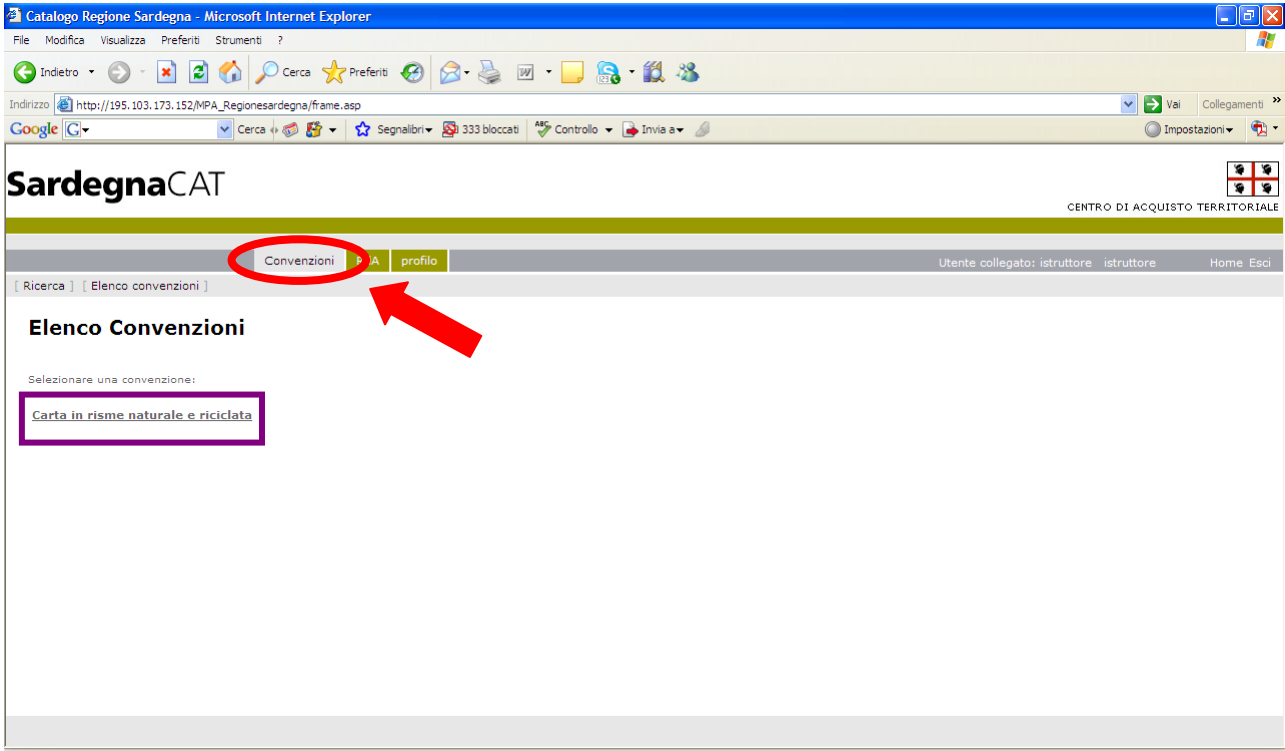 Catalogo Regione Sardegna - Microsoft Internet Explorer
File Modifica Visualizza Preferiti Strumenti ?
Indietro Cerca Preferiti
Indirizzo http://195.103.173.152/MPA_Regionesardegna/frame.asp Vai Collegamenti »
Google G Cerca Segnalibri 333 bloccati ABC Controllo Invia a Impostazioni
SardegnaCAT
CENTRO DI ACQUISTO TERRITORIALE
Convenzioni profilo Utente collegato: istruttore istruttore Home Esci
[ Ricerca ] [ Elenco convenzioni ]
Elenco Convenzioni
Selezionare una convenzione:
Carta in risme naturale e riciclata